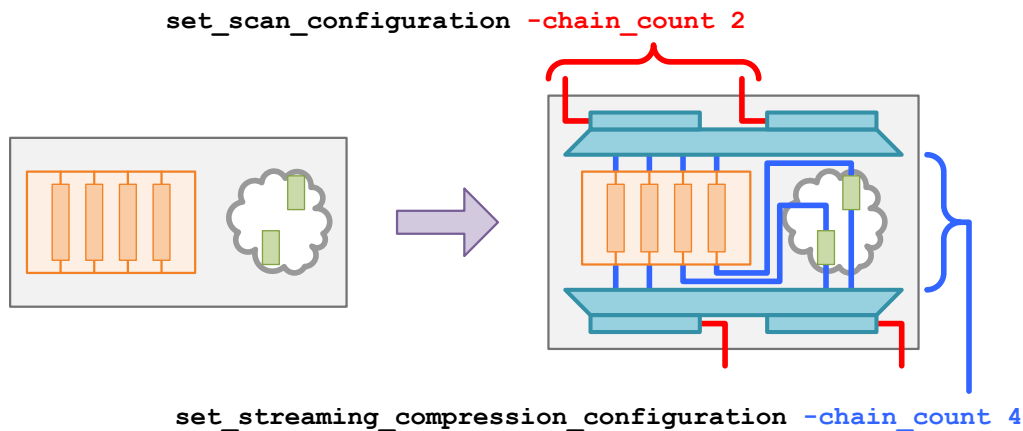 set_scan_configuration -chain_count 2
set_streaming_compression_configuration -chain_count 4